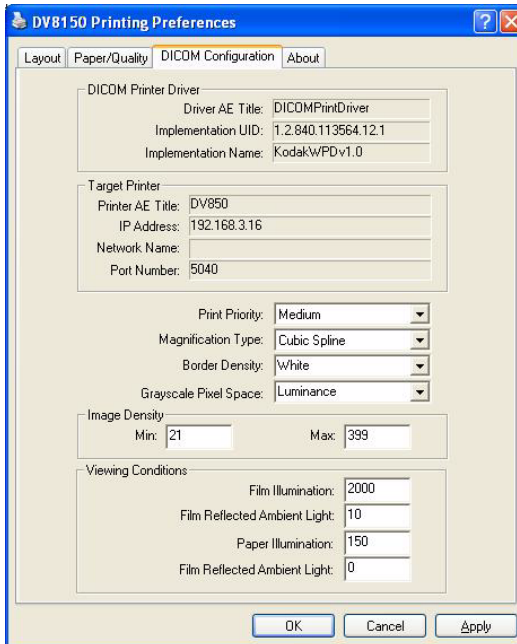 DV8150 Printing Preferences
Layout Paper/Quality DICOM Configuration About
DICOM Printer Driver
Driver AE Title: DICOMPrintDriver
Implementation UID: 1.2.840.113564.12.1
Implementation Name: KodakWPDv1.0
Target Printer
Printer AE Title: DV850
IP Address: 192.168.3.16
Network Name:
Port Number: 5040
Print Priority: Medium
Magnification Type: Cubic Spline
Border Density: White
Grayscale Pixel Space: Luminance
Image Density
Min: 21 Max: 399
Viewing Conditions
Film Illumination: 2000
Film Reflected Ambient Light: 10
Paper Illumination: 150
Film Reflected Ambient Light: 0
OK Cancel Apply